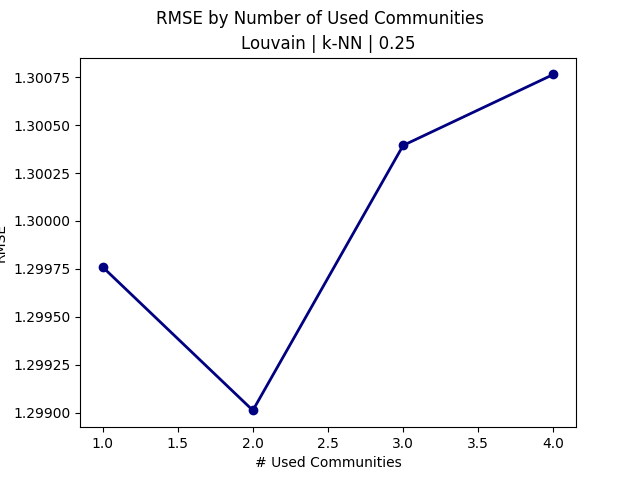 RMSE by Number of Used Communities
Louvain | k-NN | 0.25
1.30075
1.30050
1.30025
1.30000
1.29975
1.29950
1.29925
1.29900
RMSE
1.0 1.5 2.0 2.5 3.0 3.5 4.0
# Used Communities